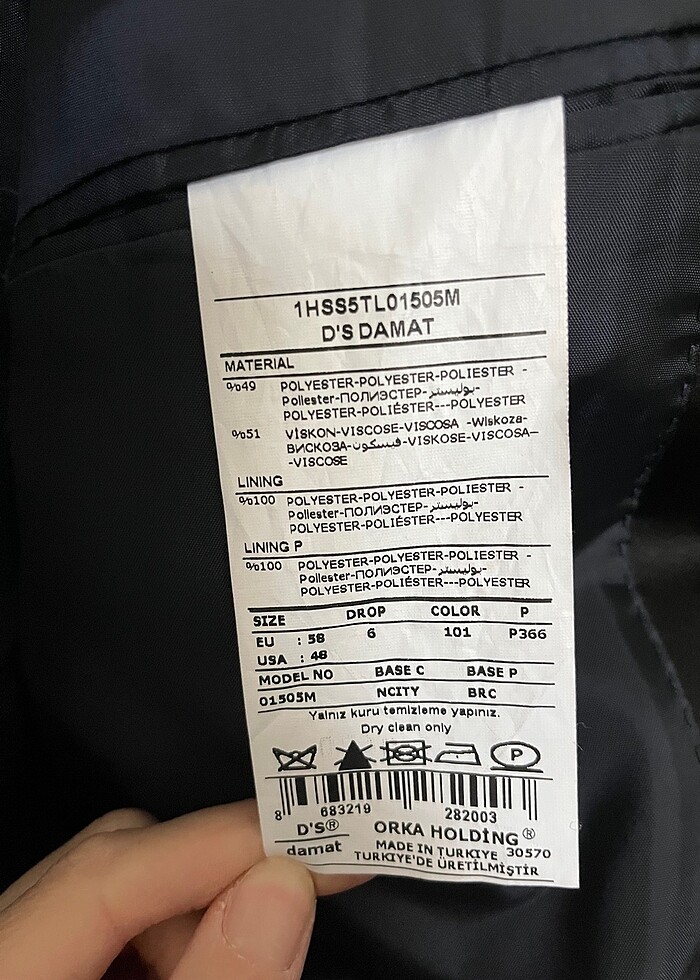 1HSS5TL01505M
D'S DAMAT
MATERIAL
%49 POLYESTER-POLYESTER-POLIESTER -
Poliester-ПОЛИЭСТЕР-بوليستر-
POLYESTER-POLIÉSTER---POLYESTER
%51 VİSKON-VISCOSE-VISCOSA -Wiskoza-
ВИСКОЗА-فيسكون-VISKOSE-VISCOSA--
-VISCOSE
LINING
%100 POLYESTER-POLYESTER-POLIESTER -
Poliester-ПОЛИЭСТЕР-بوليستر-
POLYESTER-POLIÉSTER---POLYESTER
LINING P
%100 POLYESTER-POLYESTER-POLIESTER -
Poliester-ПОЛИЭСТЕР-بوليستر-
POLYESTER-POLIÉSTER---POLYESTER
SIZE DROP COLOR P
EU : 58 6 101 P366
USA : 48
MODEL NO BASE C BASE P
01505M NCITY BRC
Yalnız kuru temizleme yapınız.
Dry clean only
P
8 683219 282003
D'S® ORKA HOLDİNG®
damat MADE IN TURKIYE 30570
TURKIYE'DE ÜRETİLMİŞTİR